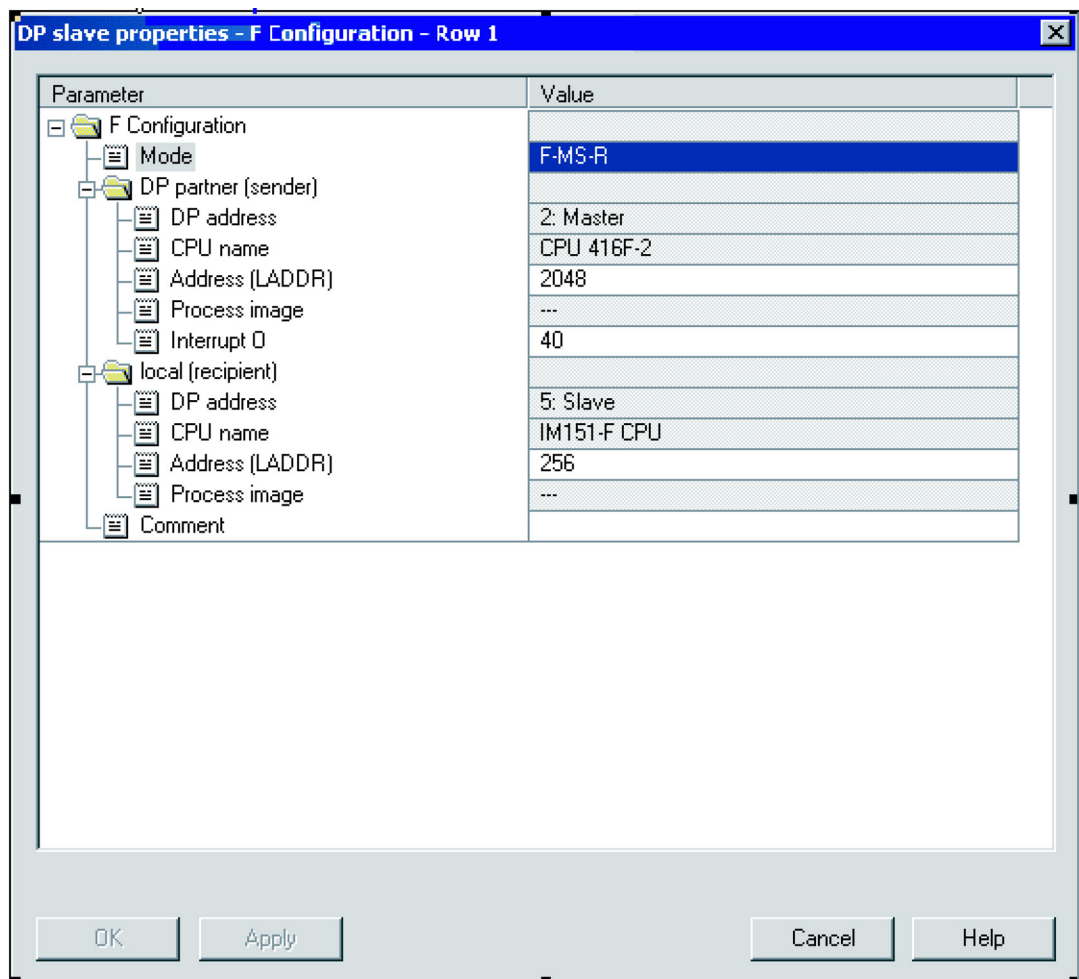 DP slave properties - F Configuration - Row 1
Parameter Value
F Configuration
Mode F-MS-R
DP partner (sender)
DP address 2: Master
CPU name CPU 416F-2
Address (LADDR) 2048
Process image ---
Interrupt O 40
local (recipient)
DP address 5: Slave
CPU name IM151-F CPU
Address (LADDR) 256
Process image ---
Comment
OK Apply Cancel Help